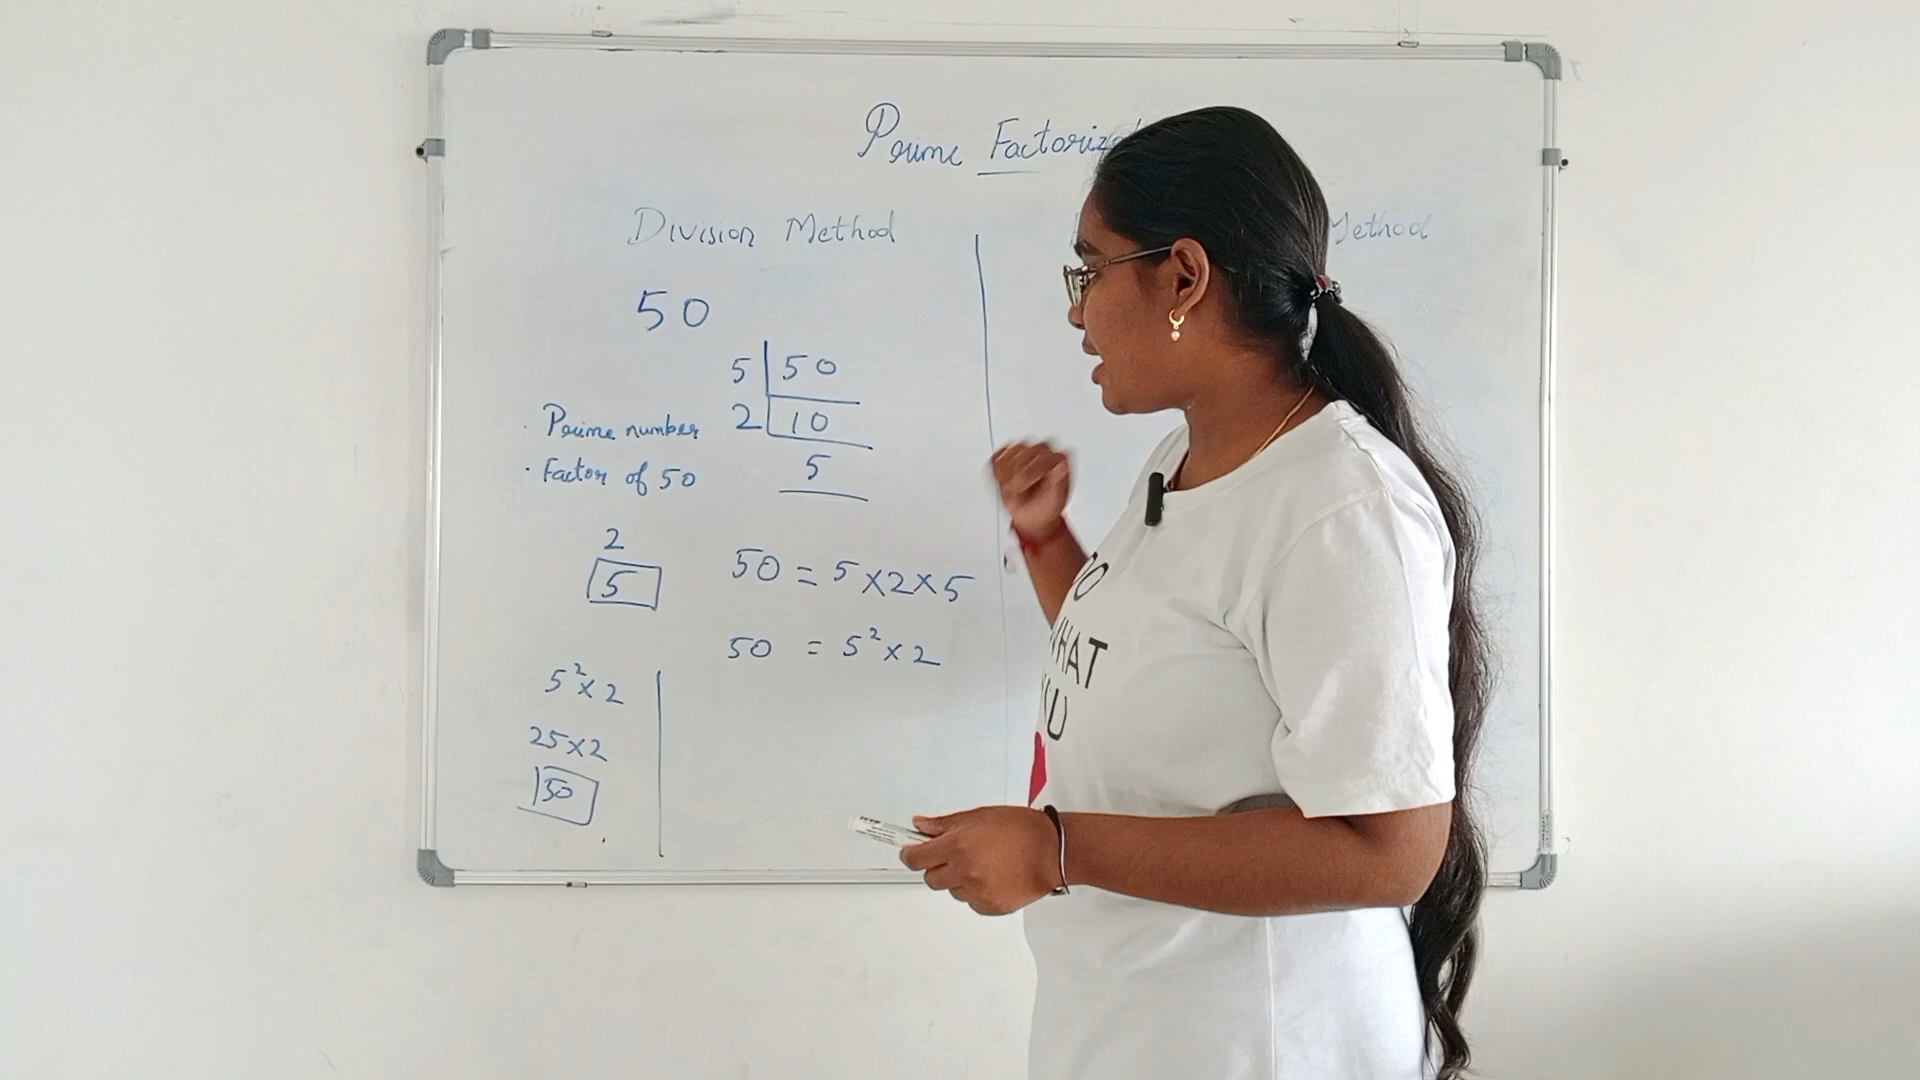 Prime Factoriz
Division Method
Method
50
5 | 50
2 | 10
5
· Prime number
· Factor of 50
2
5
50 = 5 x 2 x 5
50 = 5² x 2
5² x 2
25 x 2
50
WHAT